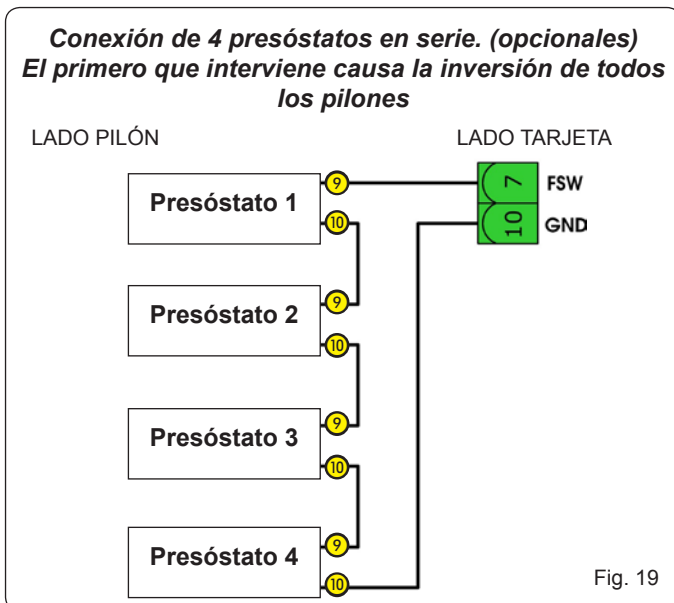 Conexión de 4 presóstatos en serie. (opcionales)
El primero que interviene causa la inversión de todos
los pilones
LADO PILÓN
LADO TARJETA
Presóstato 1
9
10
7
FSW
10
GND
Presóstato 2
9
10
Presóstato 3
9
10
Presóstato 4
9
10
Fig. 19